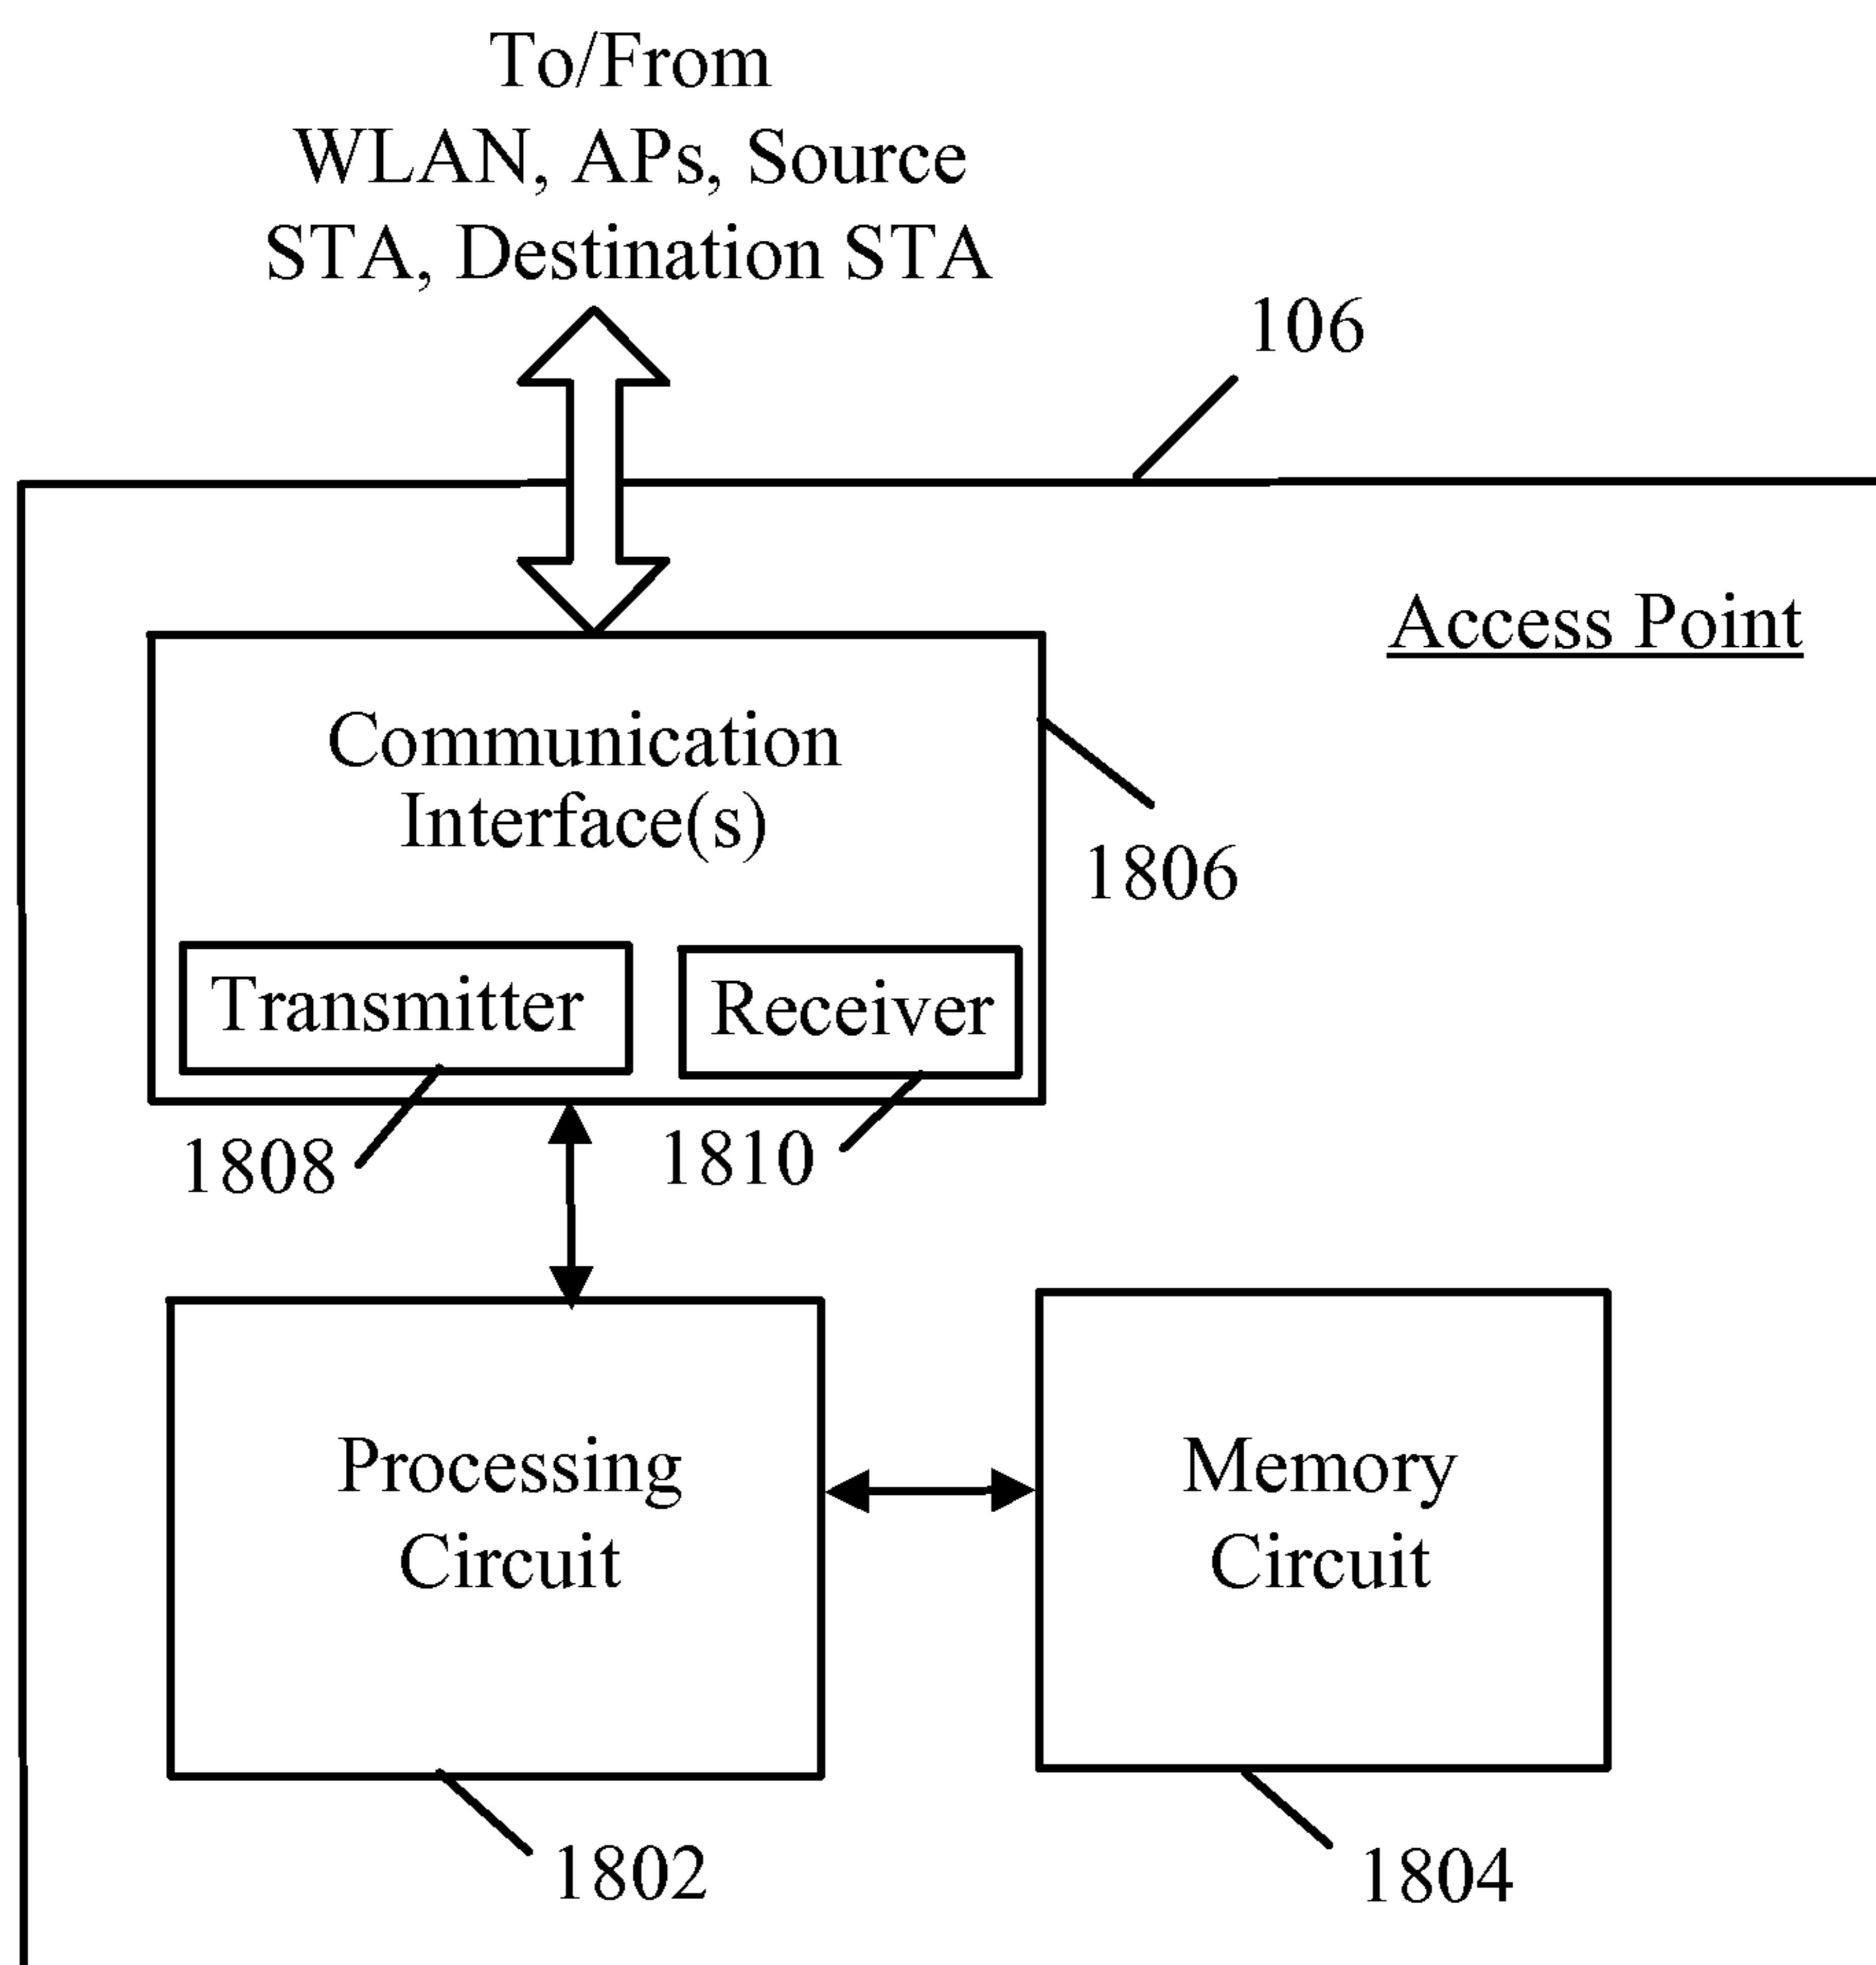 To/From
WLAN, APs, Source
STA, Destination STA
106
Access Point
Communication
Interface(s)
1806
Transmitter
Receiver
1808
1810
Processing
Circuit
Memory
Circuit
1802
1804